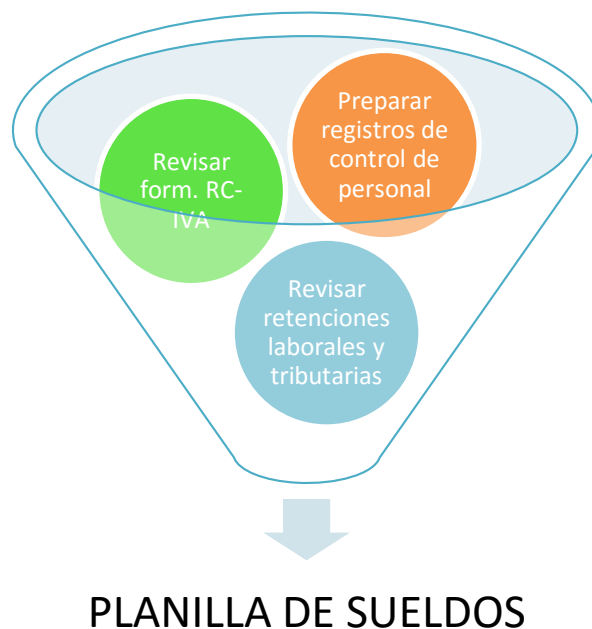 Preparar
registros de
control de
personal
Revisar
form. RC-
IVA
Revisar
retenciones
laborales y
tributarias
PLANILLA DE SUELDOS